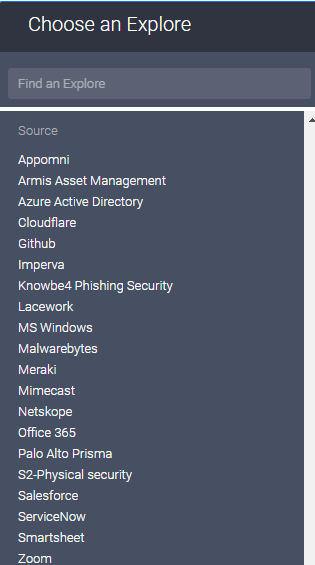 Choose an Explore
Find an Explore
Source
Appomni
Armis Asset Management
Azure Active Directory
Cloudflare
Github
Imperva
Knowbe4 Phishing Security
Lacework
MS Windows
Malwarebytes
Meraki
Mimecast
Netskope
Office 365
Palo Alto Prisma
S2-Physical security
Salesforce
ServiceNow
Smartsheet
Zoom